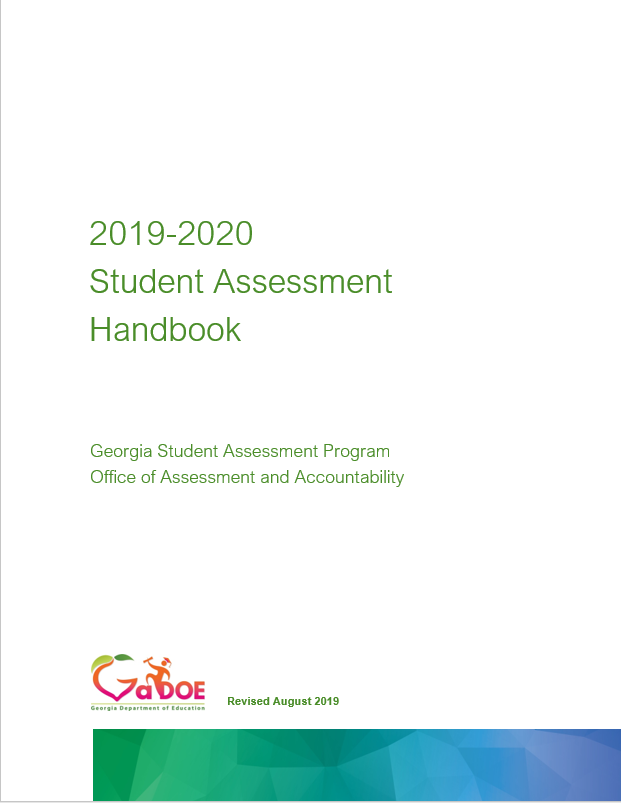 2019-2020
Student Assessment
Handbook
Georgia Student Assessment Program
Office of Assessment and Accountability
GaDOE
Georgia Department of Education
Revised August 2019